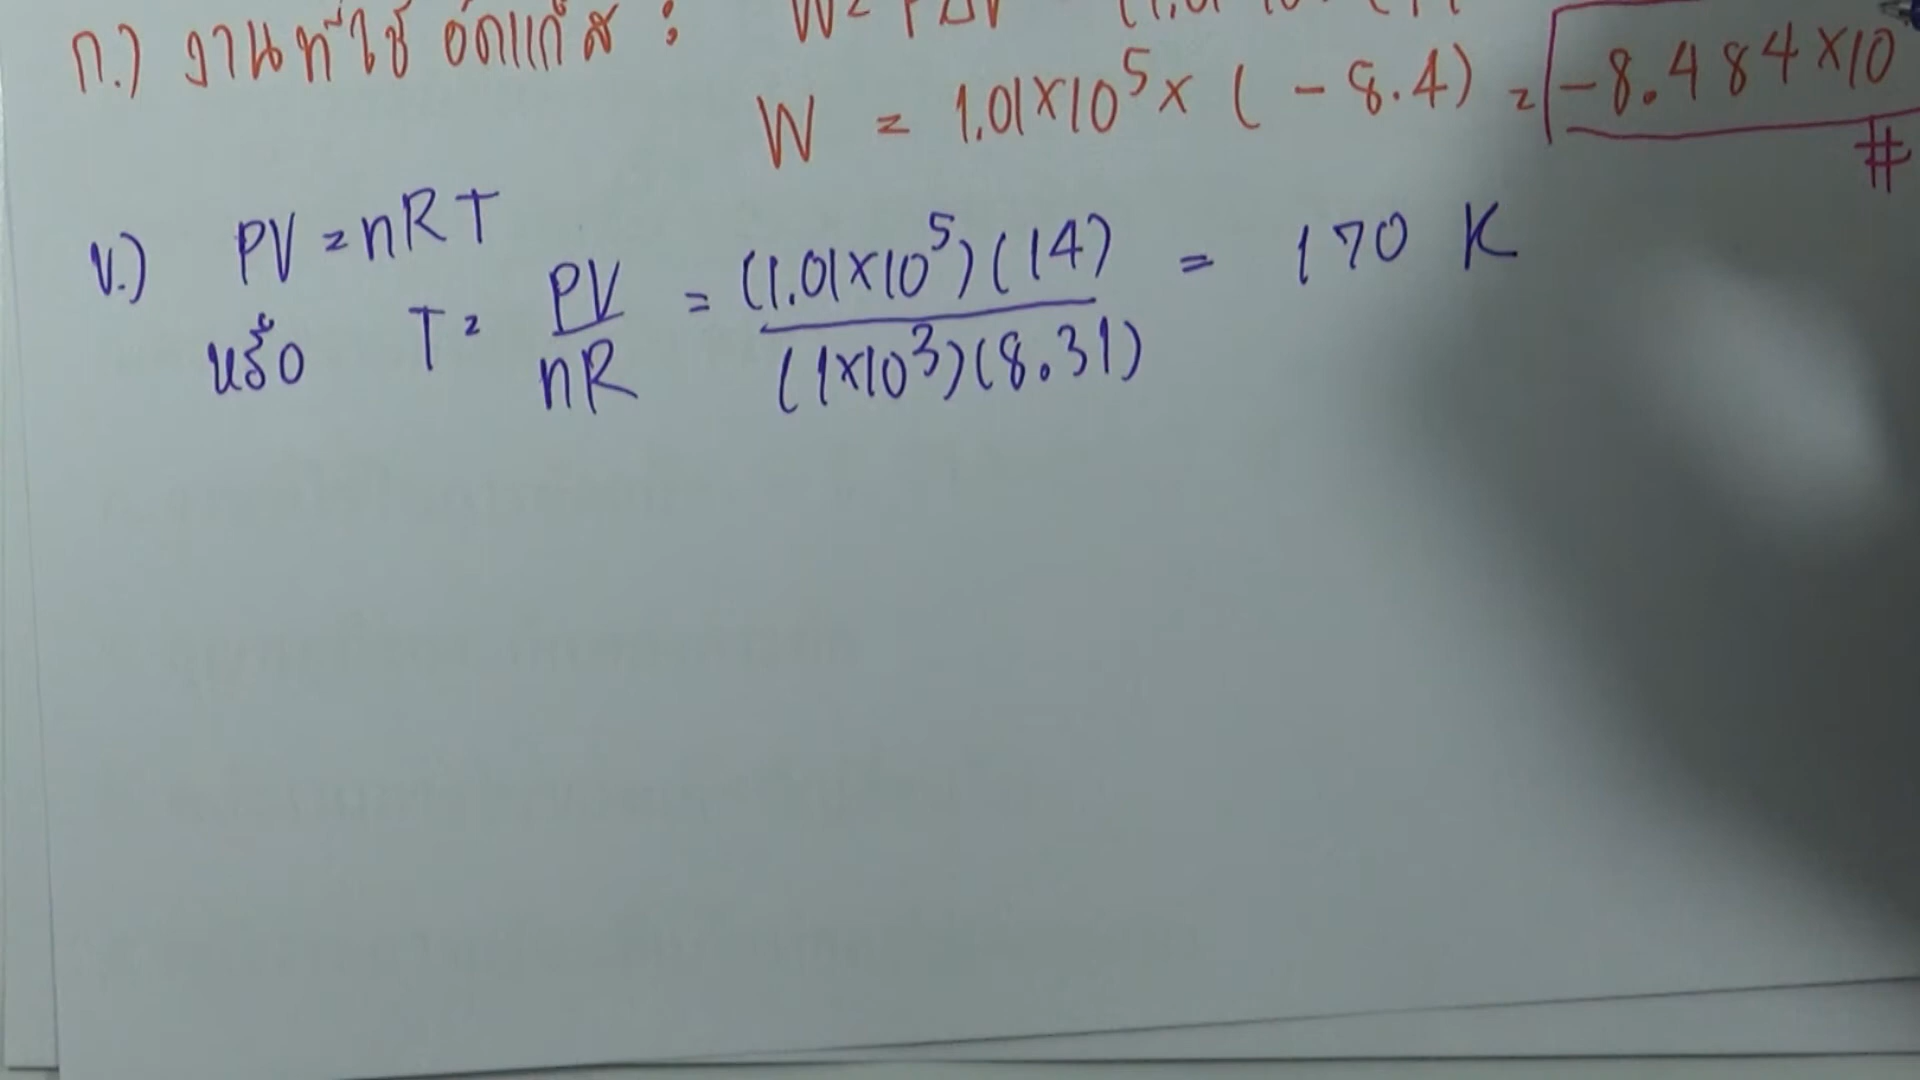 ก.) งานที่ใช้อัดแก๊ส :
W = 1.01×10⁵ × ( - 8.4) = -8.484×10
#
ข.) PV = nRT
หรือ T = PV/nR = (1.01×10⁵)(14)/(1×10³)(8.31) = 170 K